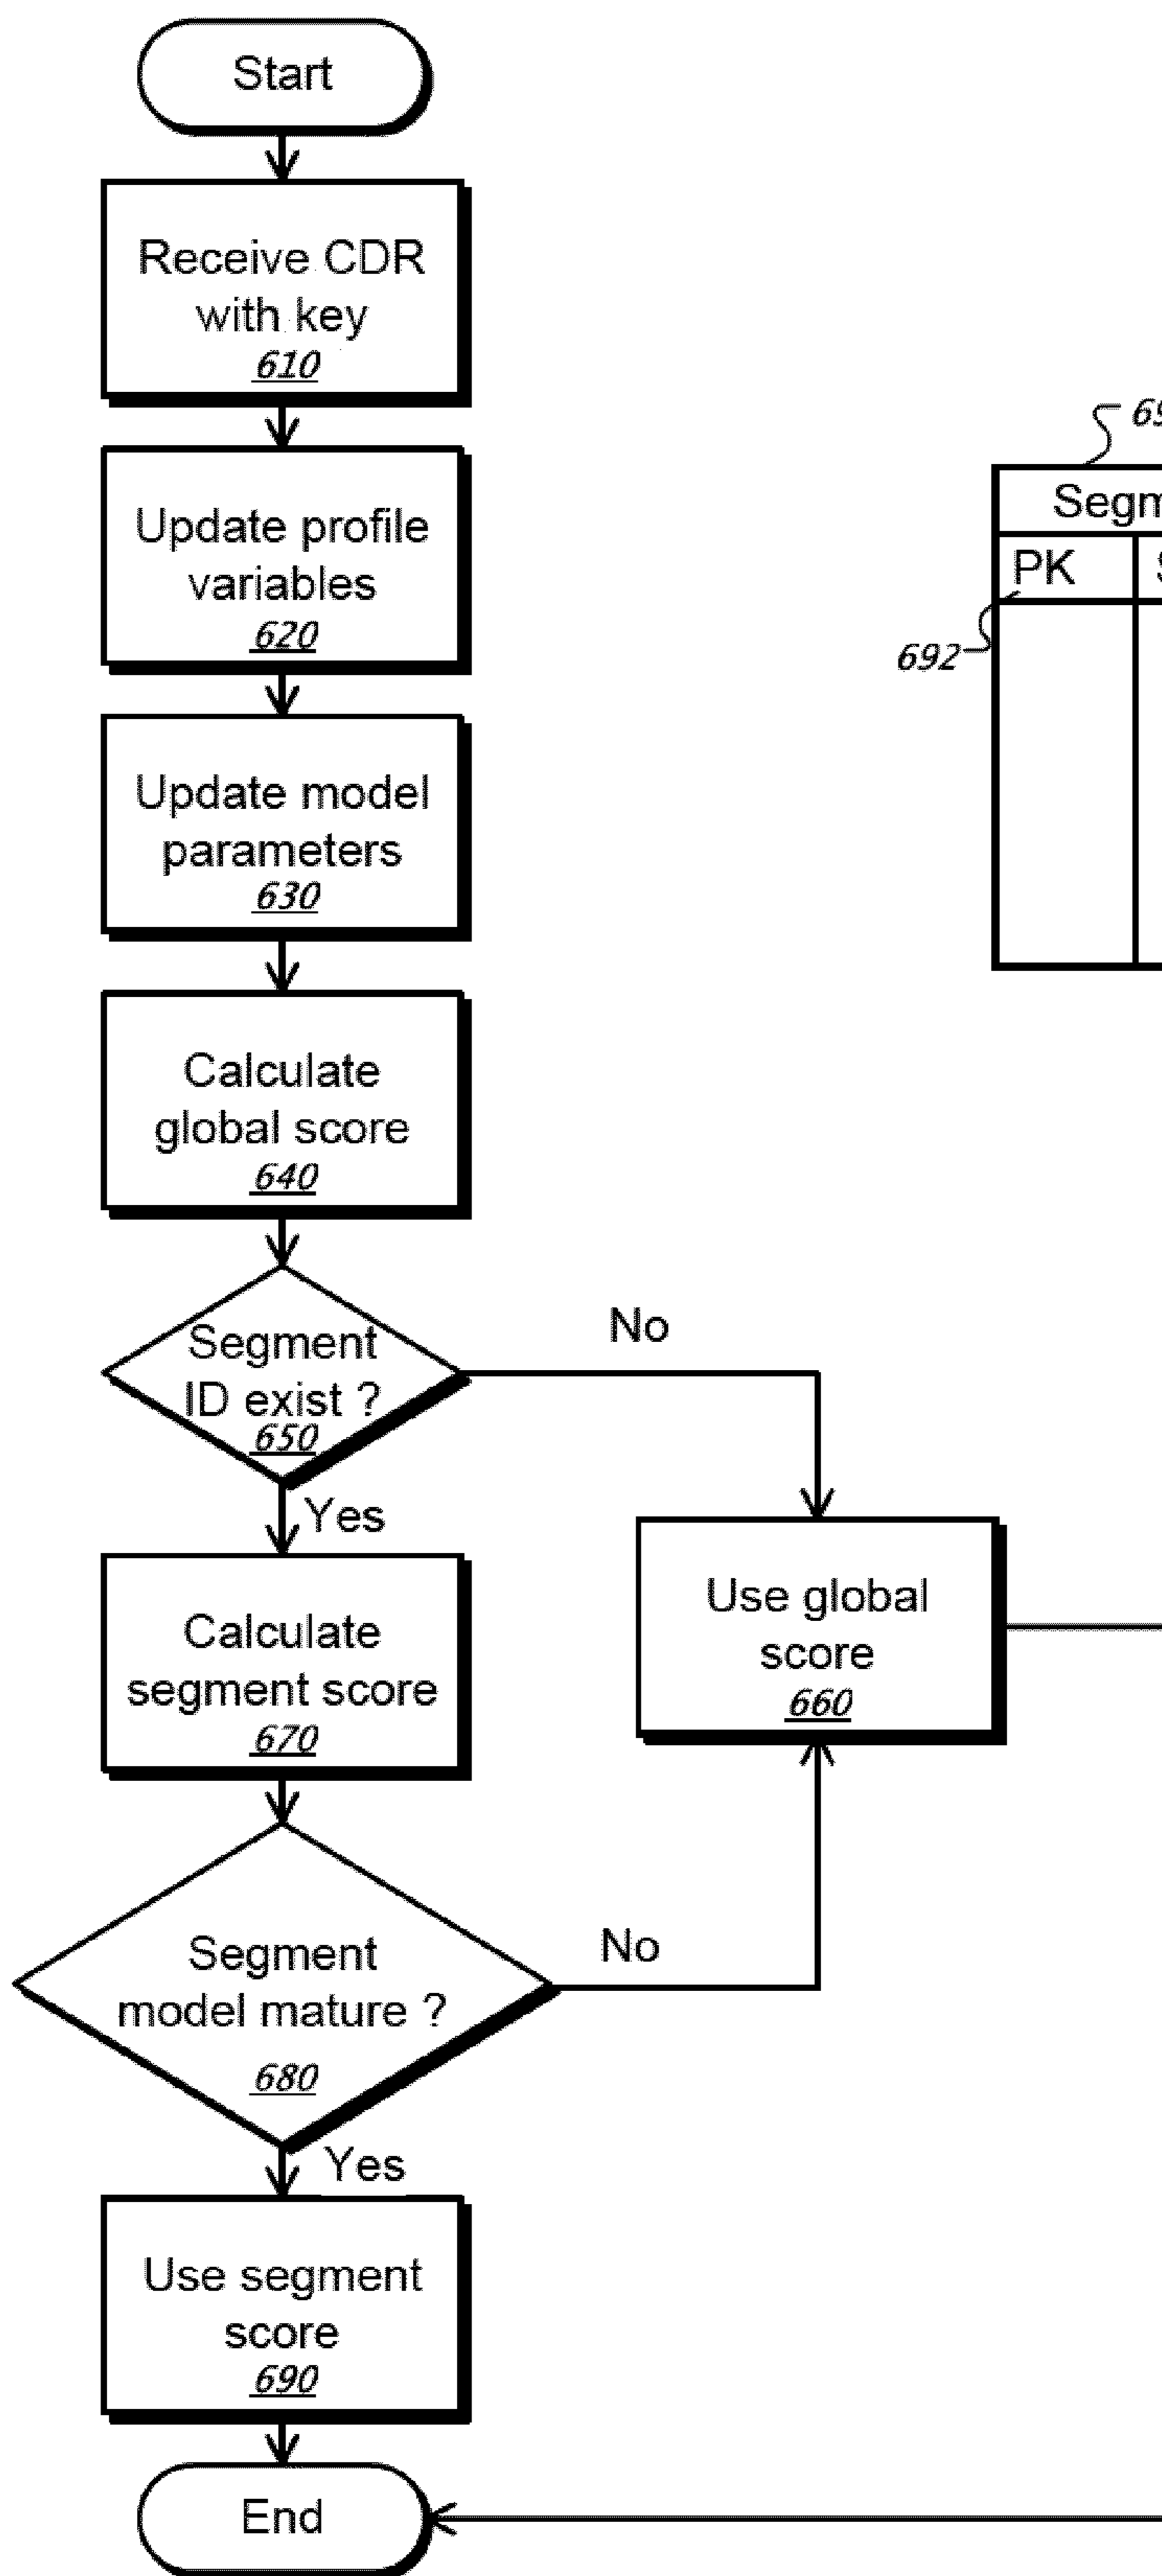 Start
Receive CDR
with key
610
Update profile
variables
620
Update model
parameters
630
Calculate
global score
640
Segment
ID exist ?
650
No
Yes
Calculate
segment score
670
Use global
score
660
Segment
model mature ?
680
No
Yes
Use segment
score
690
End
PK
692